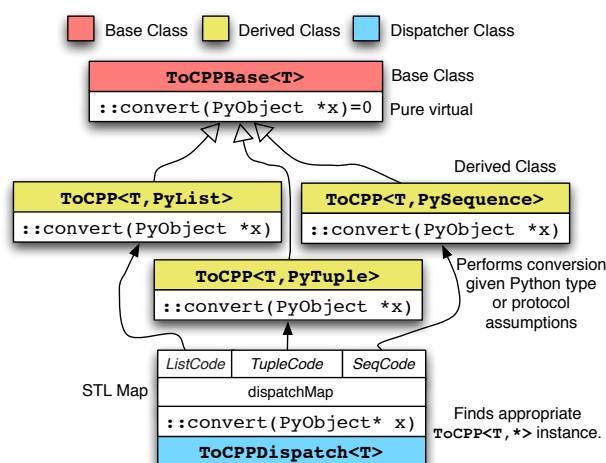 Base Class
Derived Class
Dispatcher Class
ToCPPBase<T>
Base Class
::convert(PyObject *x)=0
Pure virtual
Derived Class
ToCPP<T,PyList>
::convert(PyObject *x)
ToCPP<T,PySequence>
::convert(PyObject *x)
ToCPP<T,PyTuple>
::convert(PyObject *x)
Performs conversion
given Python type
or protocol
assumptions
ListCode
TupleCode
SeqCode
STL Map
dispatchMap
::convert(PyObject* x)
ToCPPDispatch<T>
Finds appropriate
ToCPP<T,*> instance.